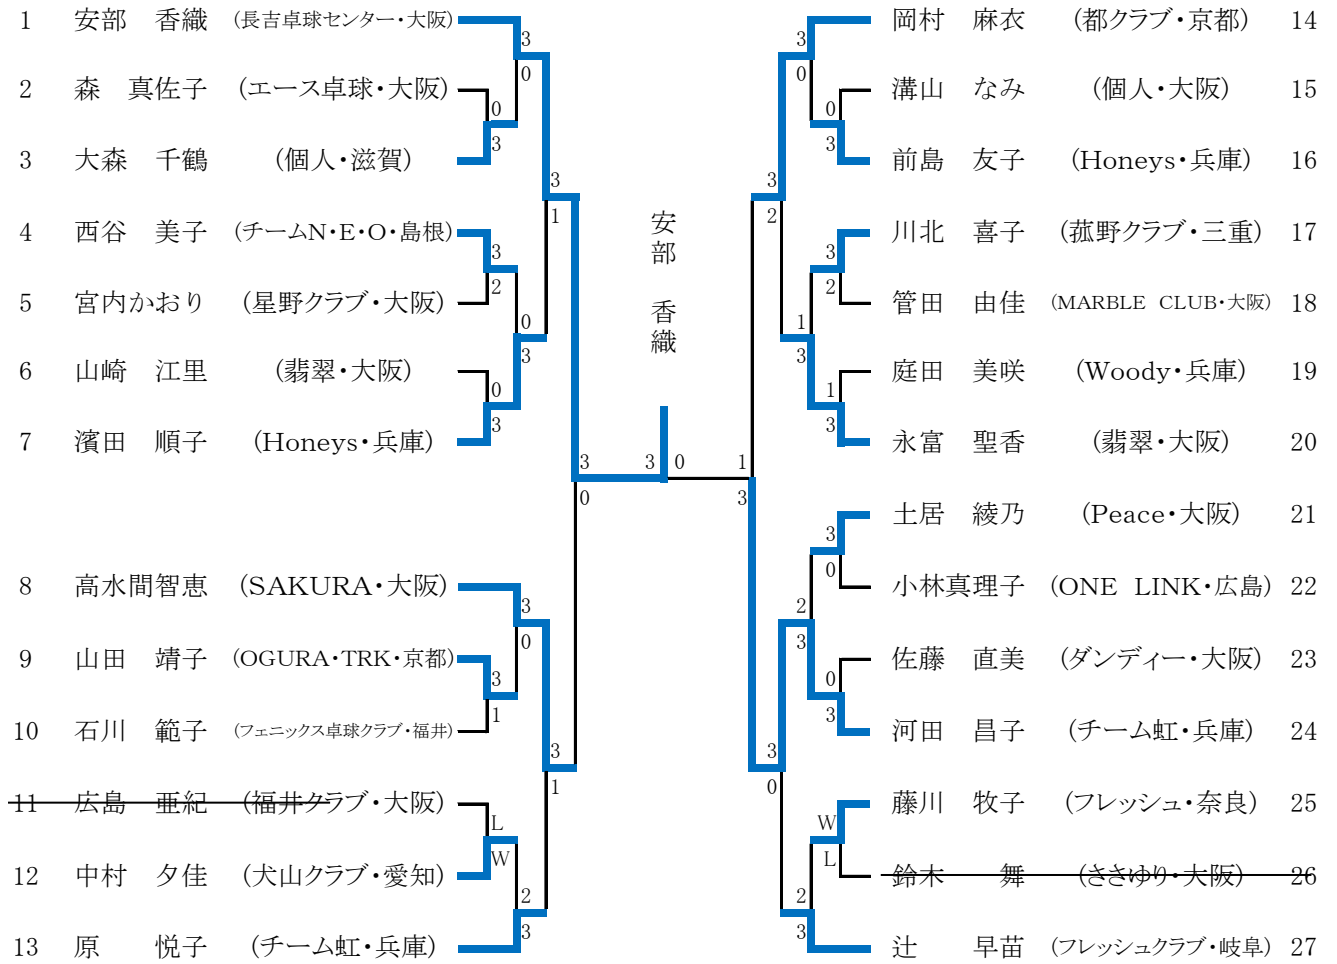 1 安部 香織 (長吉卓球センター・大阪)
2 森 真佐子 (エース卓球・大阪)
3 大森 千鶴 (個人・滋賀)
4 西谷 美子 (チームN・E・O・島根)
5 宮内かおり (星野クラブ・大阪)
6 山崎 江里 (翡翠・大阪)
7 濱田 順子 (Honeys・兵庫)
8 高水間智恵 (SAKURA・大阪)
9 山田 靖子 (OGURA・TRK・京都)
10 石川 範子 (フェニックス卓球クラブ・福井)
11 広島 亜紀 (福井クラブ・大阪)
12 中村 夕佳 (犬山クラブ・愛知)
13 原 悦子 (チーム虹・兵庫)
3
0
0
3
3
1
3
2
0
3
0
3
3
0
3
0
3
1
3
1
L
W
2
3
安部 香織
3 0
3
0
0
3
3
2
3
2
1
3
1
3
1
3
3
0
2
3
0
3
3
0
W
L
2
3
岡村 麻衣 (都クラブ・京都) 14
溝山 なみ (個人・大阪) 15
前島 友子 (Honeys・兵庫) 16
川北 喜子 (菰野クラブ・三重) 17
管田 由佳 (MARBLE CLUB・大阪) 18
庭田 美咲 (Woody・兵庫) 19
永富 聖香 (翡翠・大阪) 20
土居 綾乃 (Peace・大阪) 21
小林真理子 (ONE LINK・広島) 22
佐藤 直美 (ダンディー・大阪) 23
河田 昌子 (チーム虹・兵庫) 24
藤川 牧子 (フレッシュ・奈良) 25
鈴木 舞 (ささゆり・大阪) 26
辻 早苗 (フレッシュクラブ・岐阜) 27